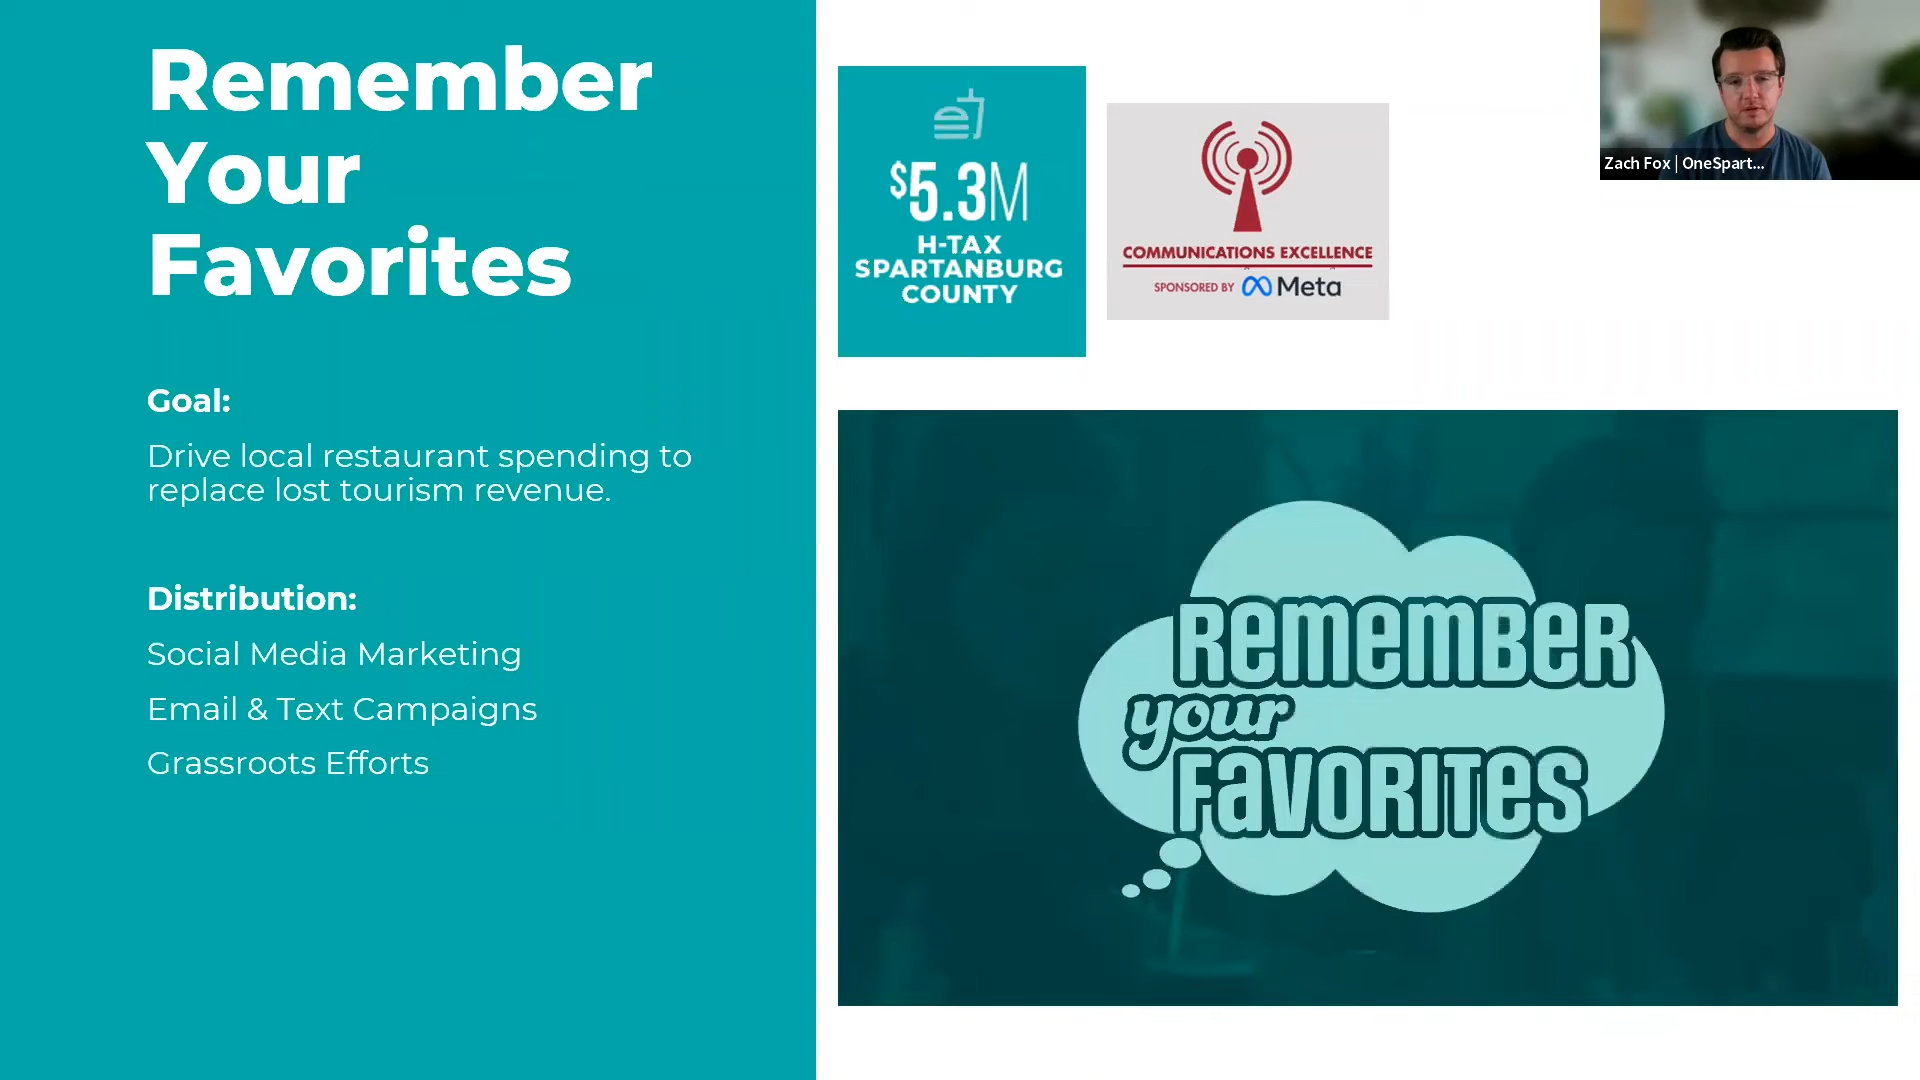 Remember
Your
Favorites
Goal:
Drive local restaurant spending to
replace lost tourism revenue.
Distribution:
Social Media Marketing
Email & Text Campaigns
Grassroots Efforts
$5.3M
H-TAX
SPARTANBURG
COUNTY
COMMUNICATIONS EXCELLENCE
SPONSORED BY Meta
Zach Fox | OneSpart...
REMEMBER
your
FAVORITES